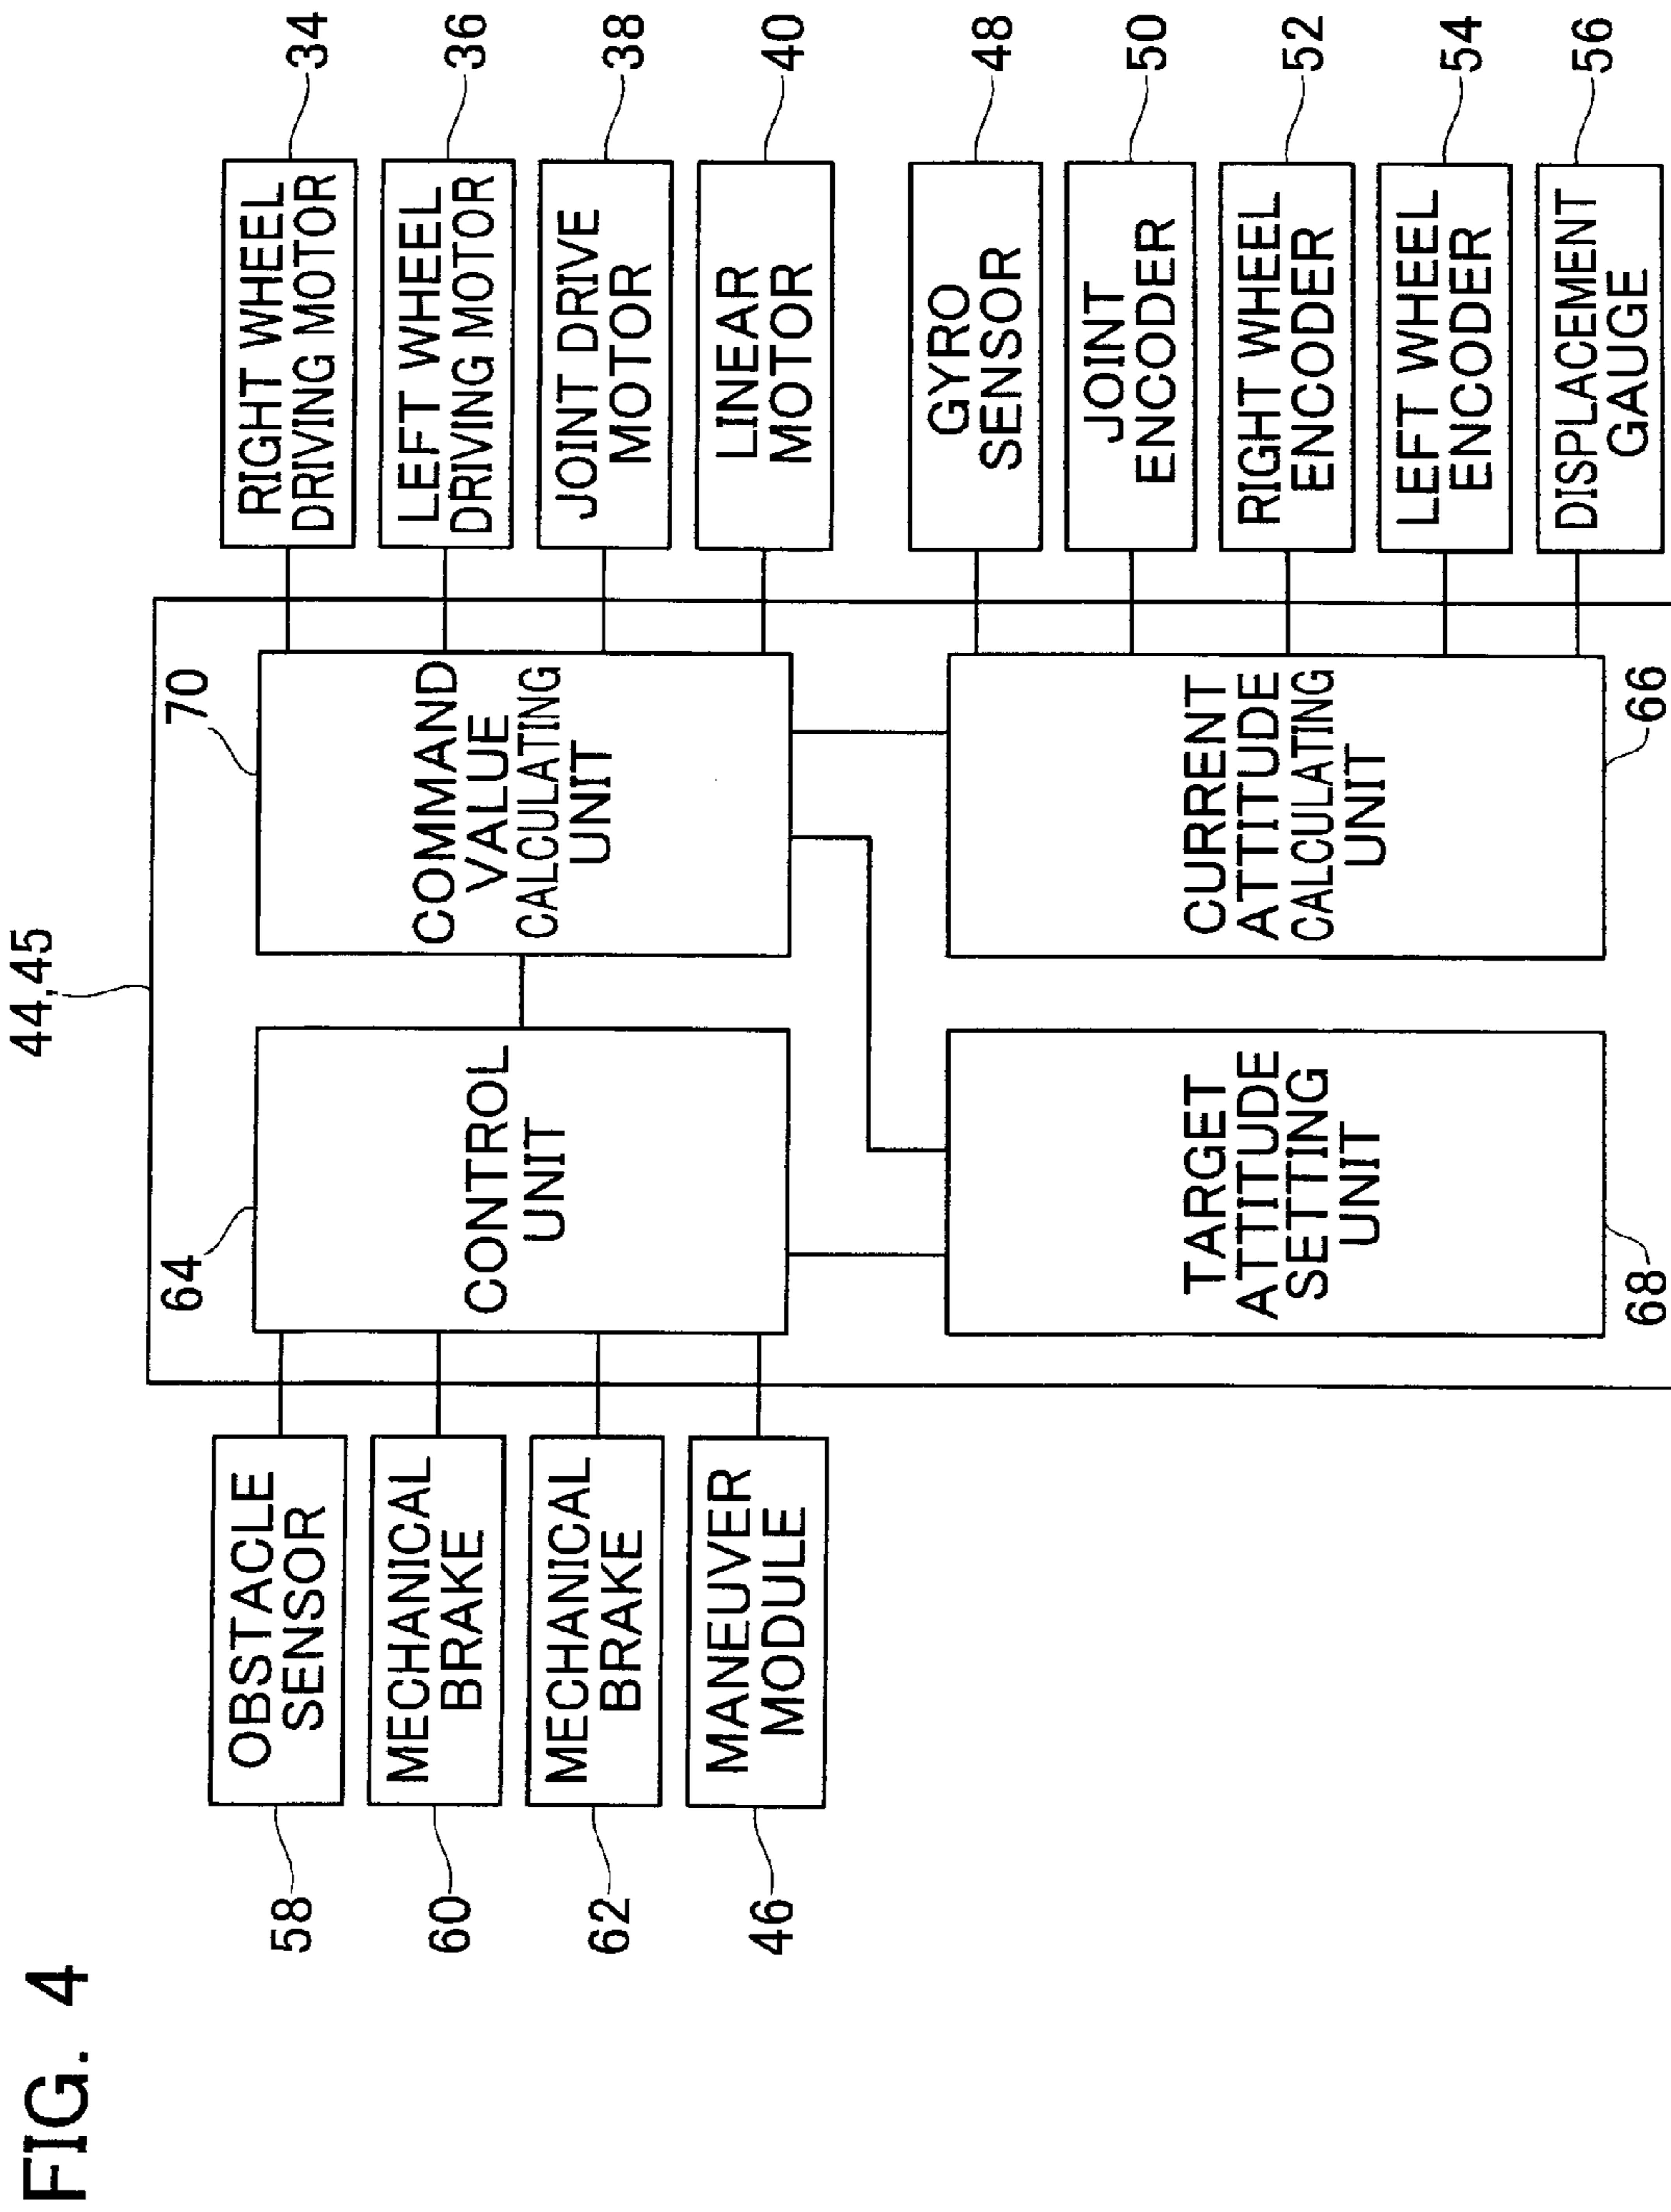 FIG. 4
44,45
58
OBSTACLE
SENSOR
60
MECHANICAL
BRAKE
62
MECHANICAL
BRAKE
46
MANEUVER
MODULE
64
CONTROL
UNIT
70
COMMAND
VALUE
CALCULATING
UNIT
TARGET
ATTITUDE
SETTING
UNIT
68
CURRENT
ATTITUDE
CALCULATING
UNIT
66
RIGHT WHEEL
DRIVING MOTOR
34
LEFT WHEEL
DRIVING MOTOR
36
JOINT DRIVE
MOTOR
38
LINEAR
MOTOR
40
GYRO
SENSOR
48
JOINT
ENCODER
50
RIGHT WHEEL
ENCODER
52
LEFT WHEEL
ENCODER
54
DISPLACEMENT
GAUGE
56